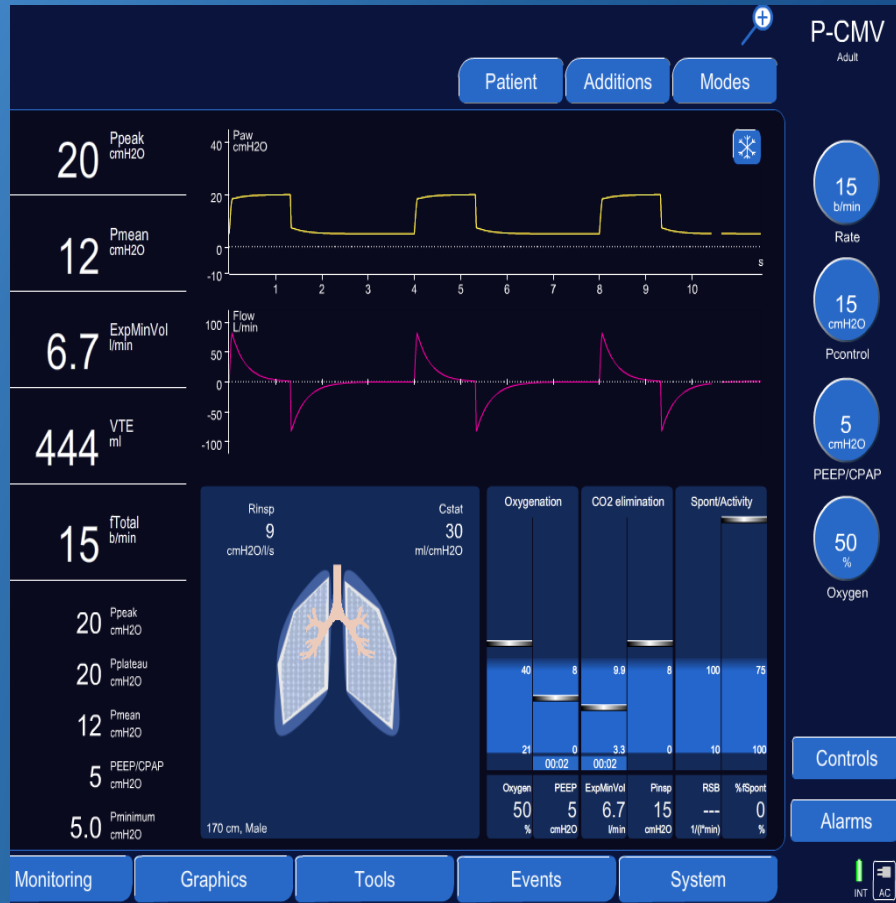 P-CMV
Adult
Patient
Additions
Modes
20 Ppeak cmH2O
12 Pmean cmH2O
6.7 ExpMinVol l/min
444 VTE ml
15 fTotal b/min
20 Ppeak cmH2O
20 Pplateau cmH2O
12 Pmean cmH2O
5 PEEP/CPAP cmH2O
5.0 Pminimum cmH2O
Paw
cmH2O
40
20
0
-10
s
1 2 3 4 5 6 7 8 9 10
Flow
L/min
100
50
0
-50
-100
Rinsp
9
cmH2O/l/s
Cstat
30
ml/cmH2O
170 cm, Male
Oxygenation CO2 elimination Spont/Activity
40 8 9.9 8 100 75
21 0 3.3 0 10 100
00:02 00:02
Oxygen PEEP ExpMinVol Pinsp RSB %fSpont
50 5 6.7 15 --- 0
% cmH2O l/min cmH2O 1/(l*min) %
15
b/min
Rate
15
cmH2O
Pcontrol
5
cmH2O
PEEP/CPAP
50
%
Oxygen
Controls
Alarms
Monitoring
Graphics
Tools
Events
System
INT AC